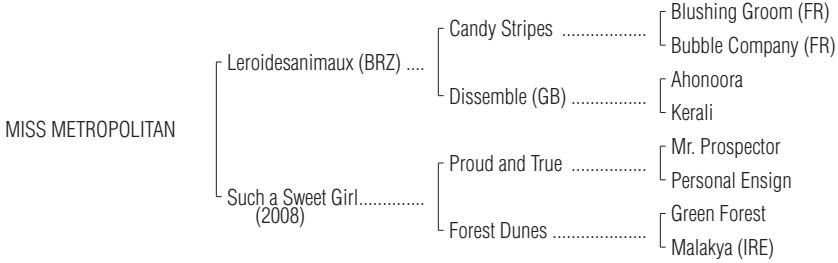 Blushing Groom (FR)
Candy Stripes ..................
Bubble Company (FR)
Leroidesanimaux (BRZ) ....
Ahonoora
Dissemble (GB) ................
Kerali
MISS METROPOLITAN
Mr. Prospector
Proud and True ................
Personal Ensign
Such a Sweet Girl..............
(2008)
Green Forest
Forest Dunes ....................
Malakya (IRE)